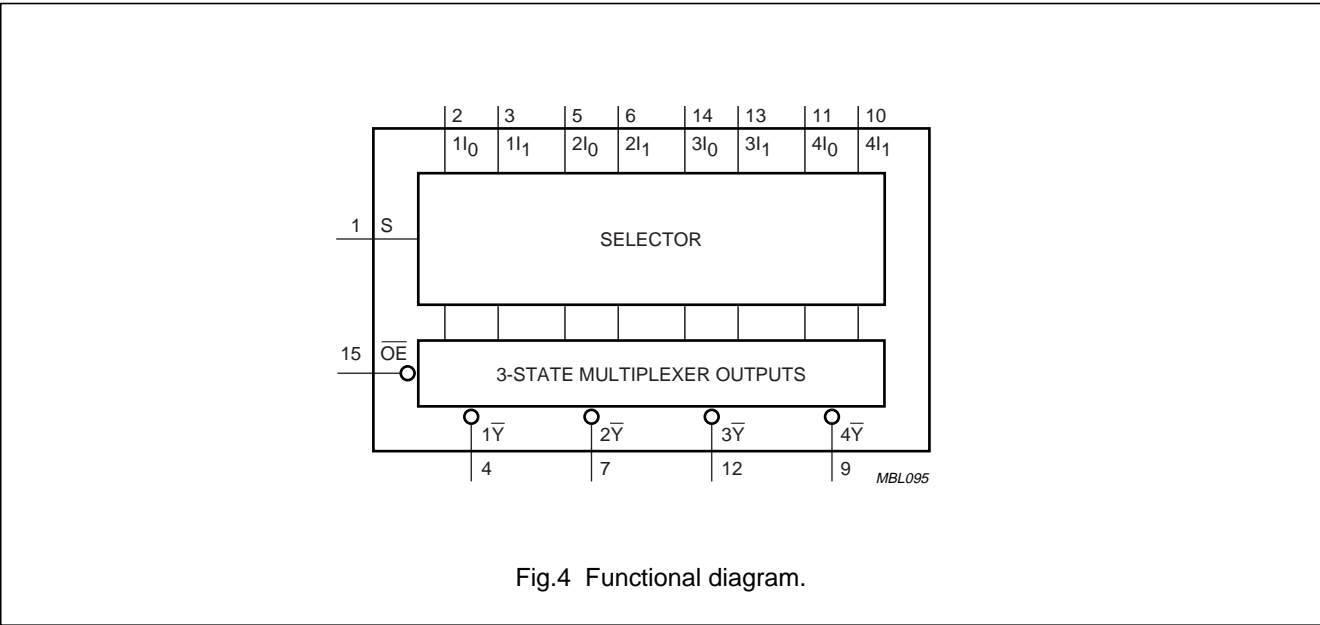 2 3 5 6 14 13 11 10
1I₀ 1I₁ 2I₀ 2I₁ 3I₀ 3I₁ 4I₀ 4I₁
1 S
SELECTOR
15 O̅E̅
3-STATE MULTIPLEXER OUTPUTS
1Y̅ 2Y̅ 3Y̅ 4Y̅
4 7 12 9
MBL095
Fig.4 Functional diagram.